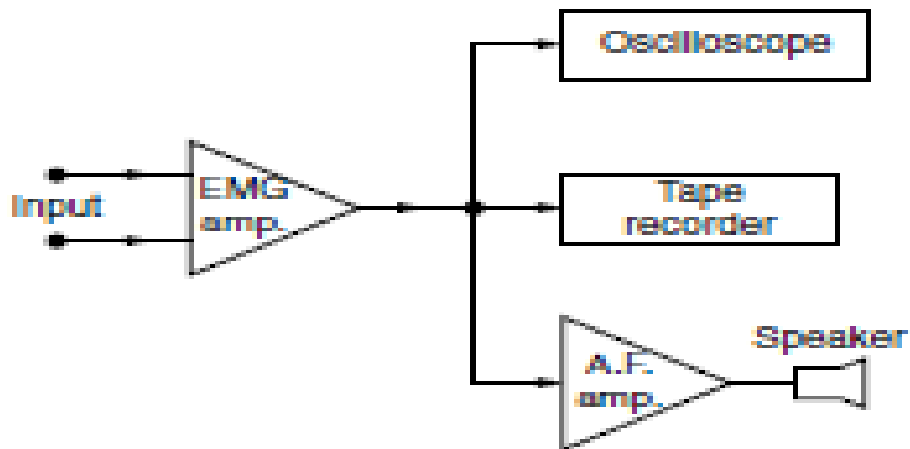 Oscilloscope
Input
EMG
amp.
Tape
recorder
Speaker
A.F.
amp.